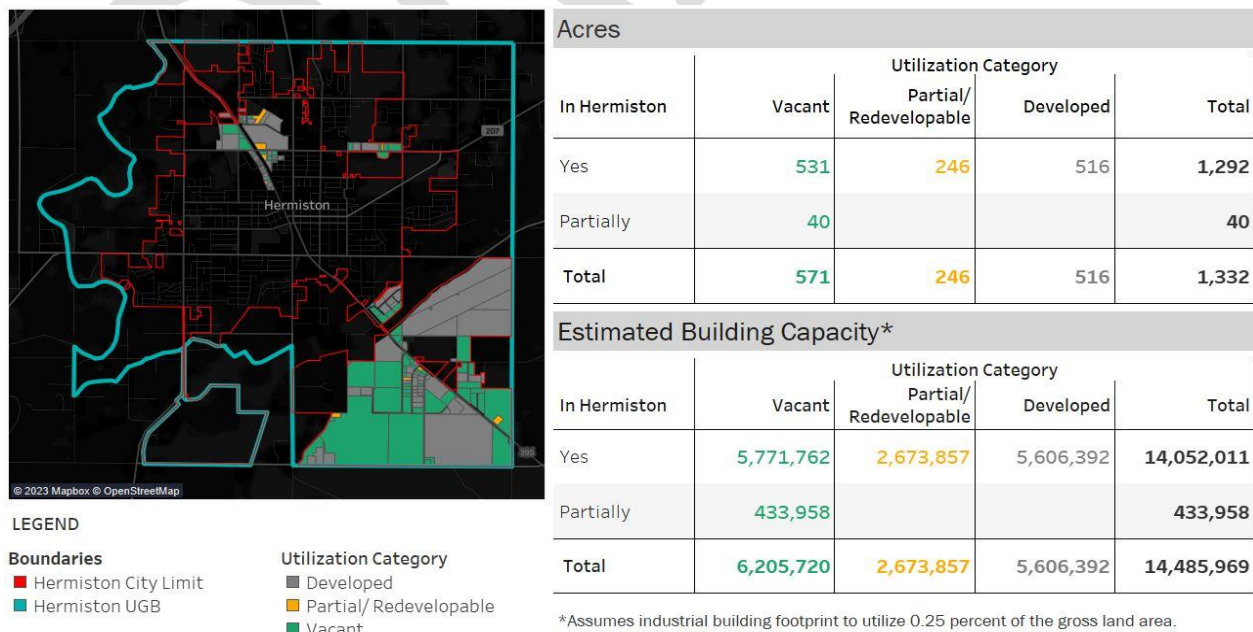 Hermiston
207
395
© 2023 Mapbox © OpenStreetMap
LEGEND
Boundaries
Hermiston City Limit
Hermiston UGB
Utilization Category
Developed
Partial/ Redevelopable
Vacant
Acres
Utilization Category
In Hermiston Vacant Partial/ Redevelopable Developed Total
Yes 531 246 516 1,292
Partially 40 40
Total 571 246 516 1,332
Estimated Building Capacity*
Utilization Category
In Hermiston Vacant Partial/ Redevelopable Developed Total
Yes 5,771,762 2,673,857 5,606,392 14,052,011
Partially 433,958 433,958
Total 6,205,720 2,673,857 5,606,392 14,485,969
*Assumes industrial building footprint to utilize 0.25 percent of the gross land area.